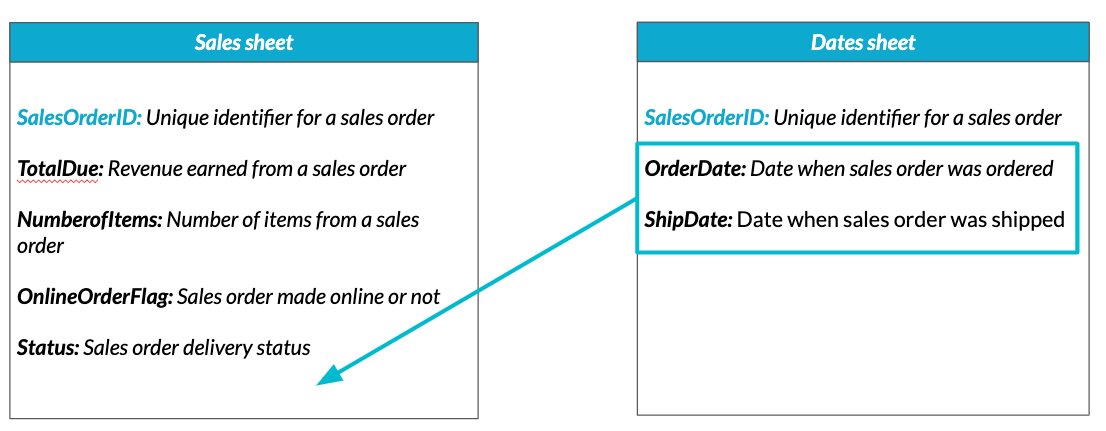 Sales sheet
SalesOrderID: Unique identifier for a sales order
TotalDue: Revenue earned from a sales order
NumberofItems: Number of items from a sales
order
OnlineOrderFlag: Sales order made online or not
Status: Sales order delivery status
Dates sheet
SalesOrderID: Unique identifier for a sales order
OrderDate: Date when sales order was ordered
ShipDate: Date when sales order was shipped